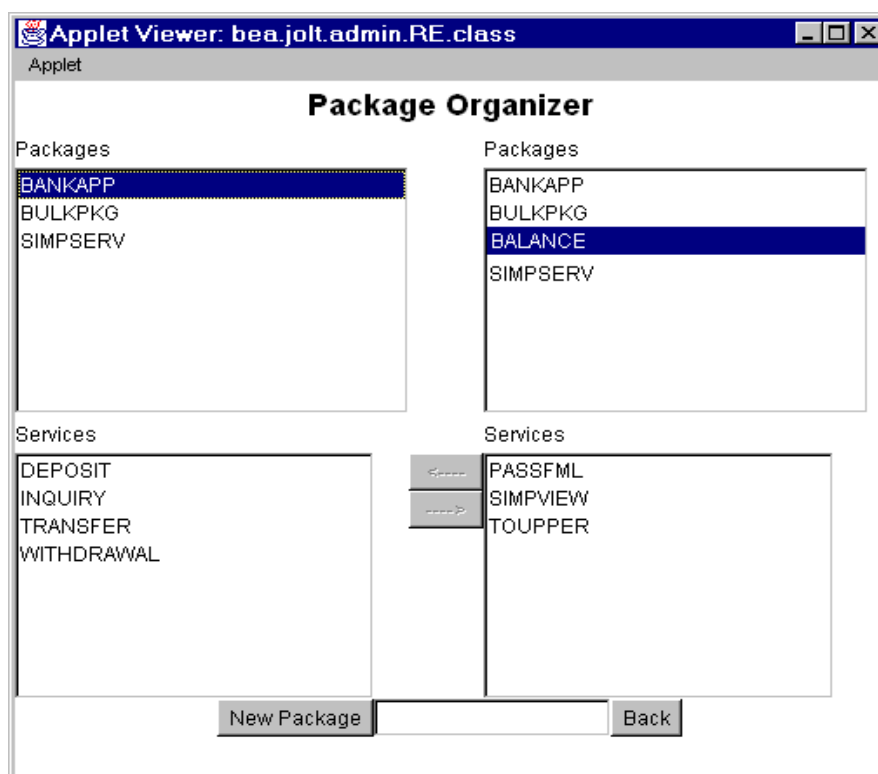 Applet Viewer: bea.jolt.admin.RE.class
Applet
Package Organizer
Packages
BANKAPP
BULKPKG
SIMPSERV
Packages
BANKAPP
BULKPKG
BALANCE
SIMPSERV
Services
DEPOSIT
INQUIRY
TRANSFER
WITHDRAWAL
<----
---->
Services
PASSFML
SIMPVIEW
TOUPPER
New Package
Back